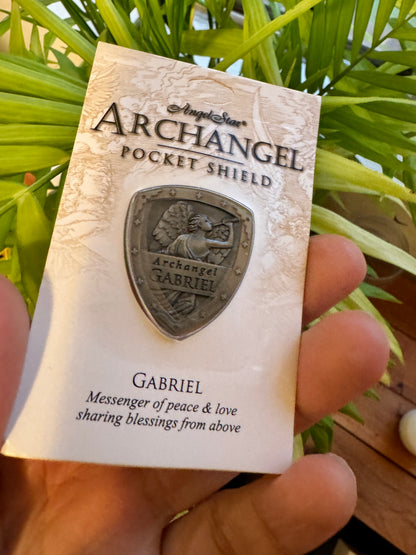 AngelStar®
ARCHANGEL
POCKET SHIELD
Archangel
GABRIEL
GABRIEL
Messenger of peace & love
sharing blessings from above